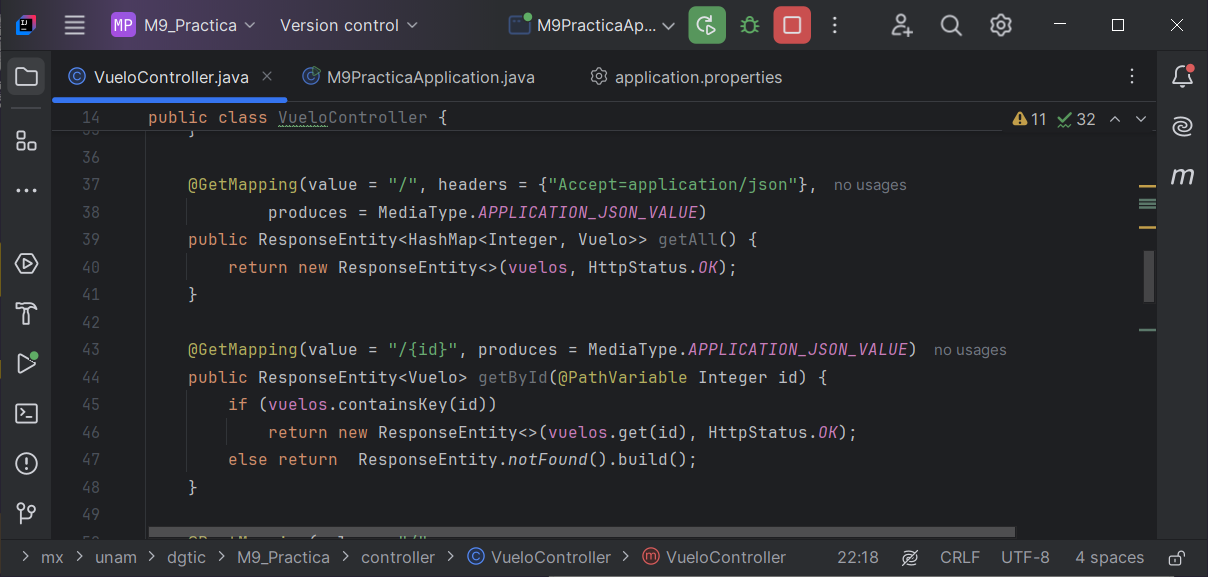 MP M9_Practica Version control M9PracticaAp...
VueloController.java M9PracticaApplication.java application.properties
14 public class VueloController { 11 32
35 }
36
37 @GetMapping(value = "/", headers = {"Accept=application/json"}, no usages
38 produces = MediaType.APPLICATION_JSON_VALUE)
39 public ResponseEntity<HashMap<Integer, Vuelo>> getAll() {
40 return new ResponseEntity<>(vuelos, HttpStatus.OK);
41 }
42
43 @GetMapping(value = "/{id}", produces = MediaType.APPLICATION_JSON_VALUE) no usages
44 public ResponseEntity<Vuelo> getById(@PathVariable Integer id) {
45 if (vuelos.containsKey(id))
46 return new ResponseEntity<>(vuelos.get(id), HttpStatus.OK);
47 else return ResponseEntity.notFound().build();
48 }
49
mx unam dgtic M9_Practica controller VueloController VueloController 22:18 CRLF UTF-8 4 spaces